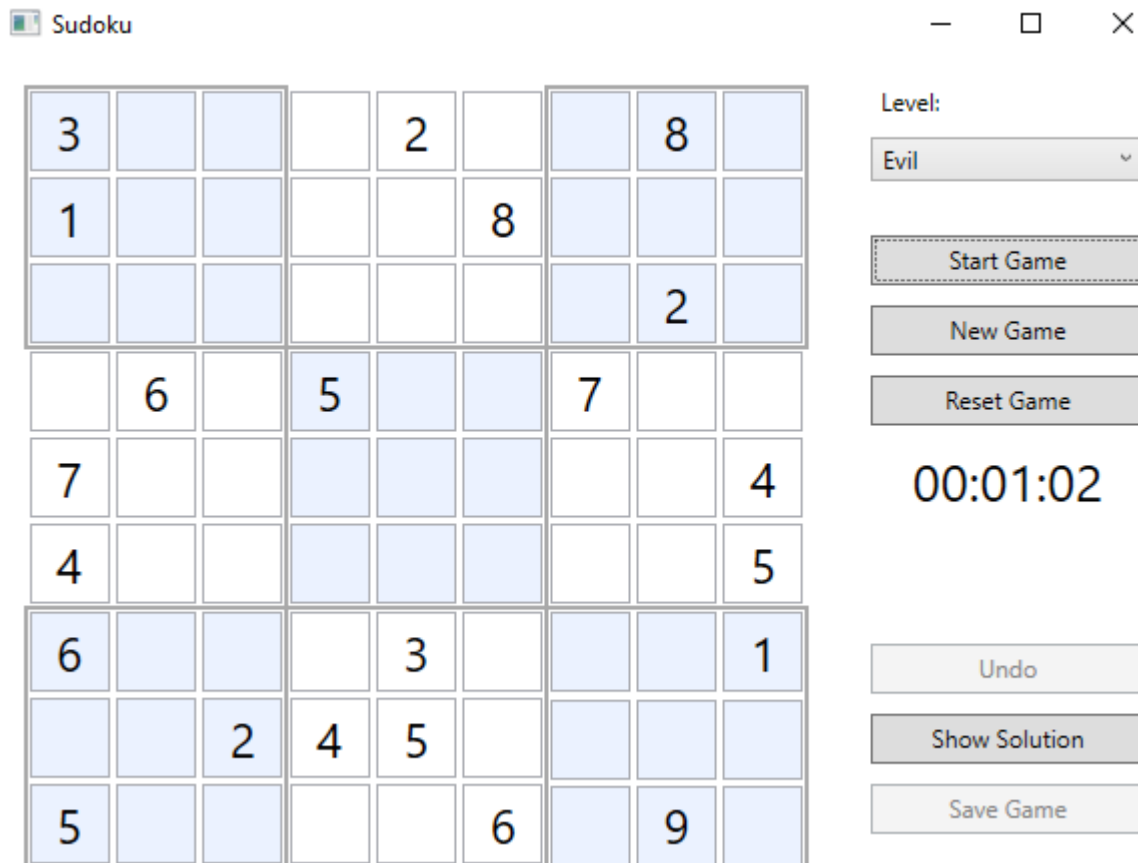 Sudoku
Level:
Evil
Start Game
New Game
Reset Game
00:01:02
Undo
Show Solution
Save Game
3 2 8
1 8
2
6 5 7
7 4
4 5
6 3 1
2 4 5
5 6 9